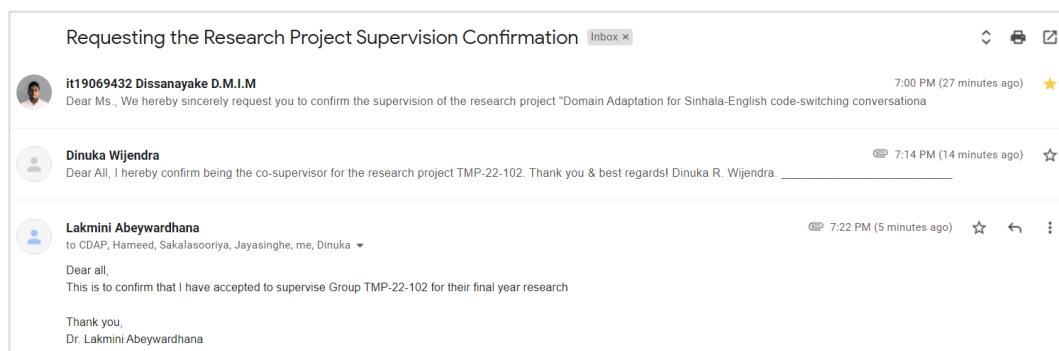 Requesting the Research Project Supervision Confirmation Inbox ×
it19069432 Dissanayake D.M.I.M 7:00 PM (27 minutes ago)
Dear Ms., We hereby sincerely request you to confirm the supervision of the research project "Domain Adaptation for Sinhala-English code-switching conversationa
Dinuka Wijendra 7:14 PM (14 minutes ago)
Dear All, I hereby confirm being the co-supervisor for the research project TMP-22-102. Thank you & best regards! Dinuka R. Wijendra. ____________________________
Lakmini Abeywardhana 7:22 PM (5 minutes ago)
to CDAP, Hameed, Sakalasooriya, Jayasinghe, me, Dinuka
Dear all,
This is to confirm that I have accepted to supervise Group TMP-22-102 for their final year research
Thank you,
Dr. Lakmini Abeywardhana